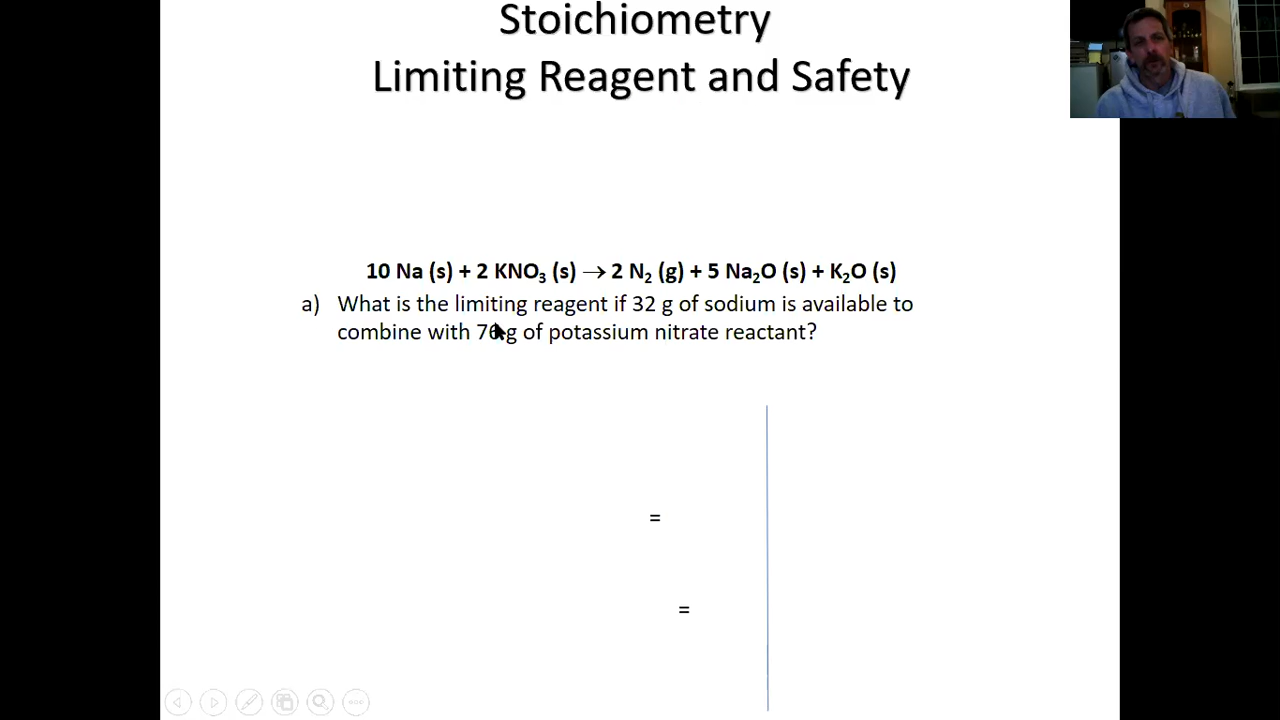 Stoichiometry
Limiting Reagent and Safety
10 Na (s) + 2 KNO₃ (s) → 2 N₂ (g) + 5 Na₂O (s) + K₂O (s)
a) What is the limiting reagent if 32 g of sodium is available to
combine with 76 g of potassium nitrate reactant?
=
=